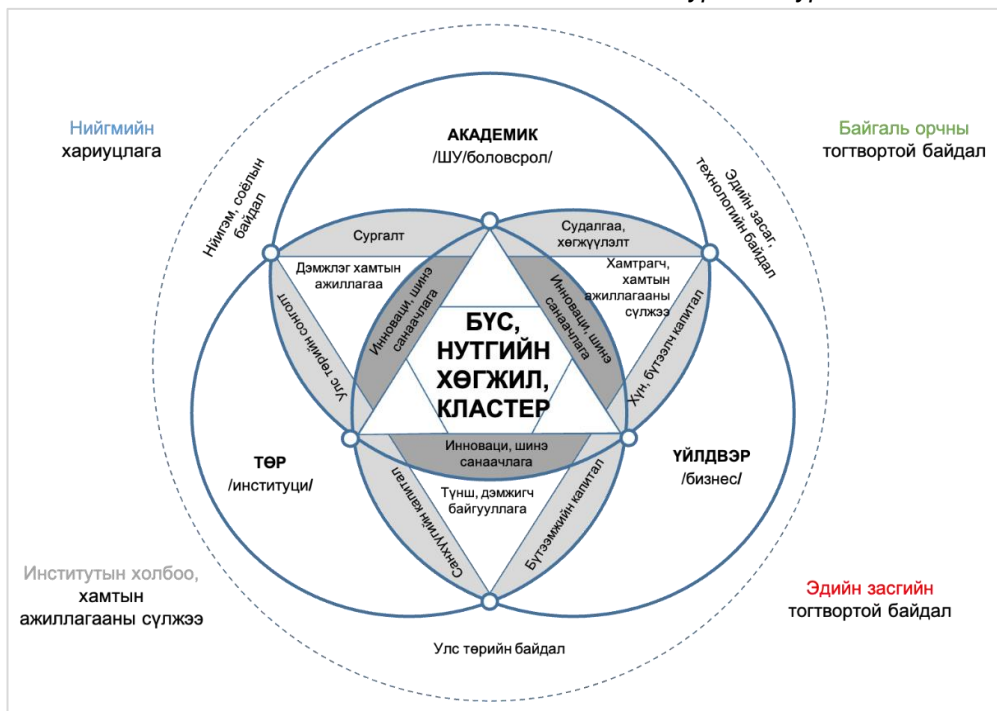 Нийгмийн
хариуцлага
Байгаль орчны
тогтвортой байдал
АКАДЕМИК
/ШУ/боловсрол/
Нйигэм, соёлын
байдал
Эдийн засаг,
технологийн байдал
Сургалт
Судалгаа,
хөгжүүлэлт
Дэмжлэг хамтын
ажиллагаа
Хамтрагч,
хамтын
ажиллагааны
сүлжээ
Инноваци, шинэ
санаачлага
Инноваци, шинэ
санаачлага
Улс төрийн сонголт
Хүн, бүтээлч капитал
БҮС,
НУТГИЙН
ХӨГЖИЛ,
КЛАСТЕР
Инноваци, шинэ
санаачлага
ТӨР
/институци/
ҮЙЛДВЭР
/бизнес/
Түнш, дэмжигч
байгууллага
Санхүүгийн капитал
Бүтээмжийн капитал
Институтын холбоо,
хамтын
ажиллагааны сүлжээ
Эдийн засгийн
тогтвортой байдал
Улс төрийн байдал